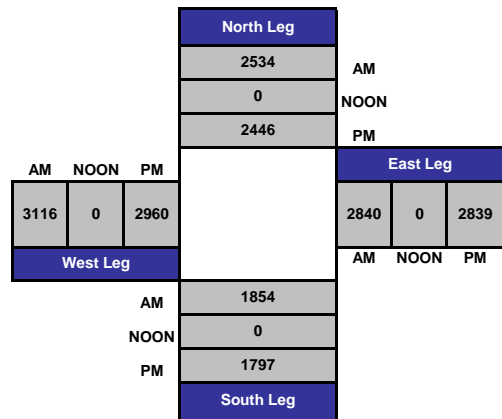 North Leg
2534 AM
0 NOON
2446 PM
AM NOON PM East Leg
3116 0 2960 2840 0 2839
West Leg AM NOON PM
AM 1854
NOON 0
PM 1797
South Leg